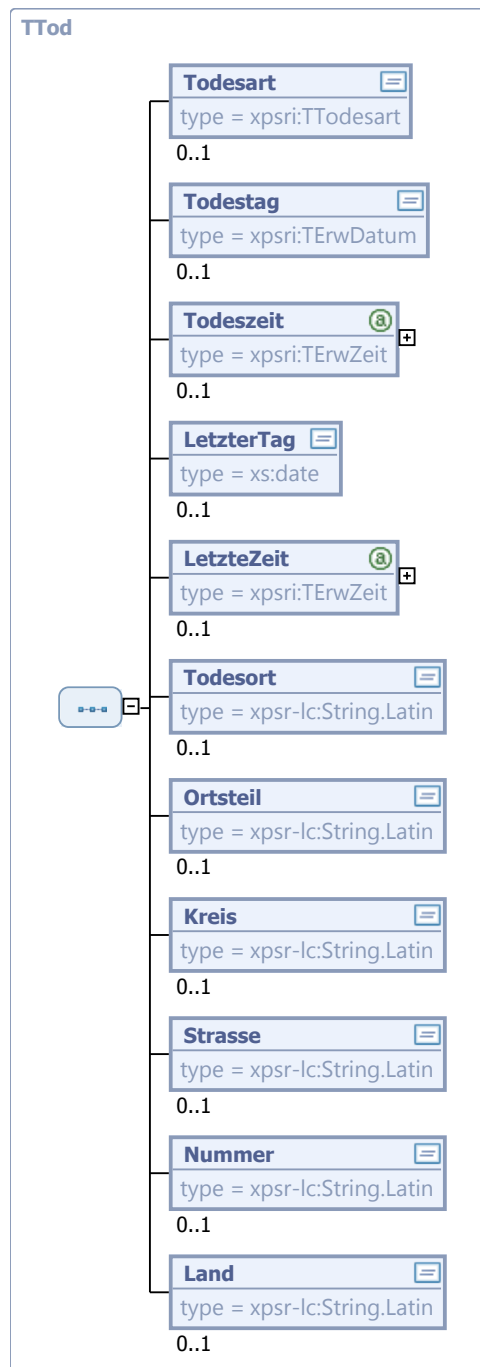 TTod
Todesart
type = xpsri:TTodesart
0..1
Todestag
type = xpsri:TErwDatum
0..1
Todeszeit
type = xpsri:TErwZeit
0..1
LetzterTag
type = xs:date
0..1
LetzteZeit
type = xpsri:TErwZeit
0..1
Todesort
type = xpsr-lc:String.Latin
0..1
Ortsteil
type = xpsr-lc:String.Latin
0..1
Kreis
type = xpsr-lc:String.Latin
0..1
Strasse
type = xpsr-lc:String.Latin
0..1
Nummer
type = xpsr-lc:String.Latin
0..1
Land
type = xpsr-lc:String.Latin
0..1